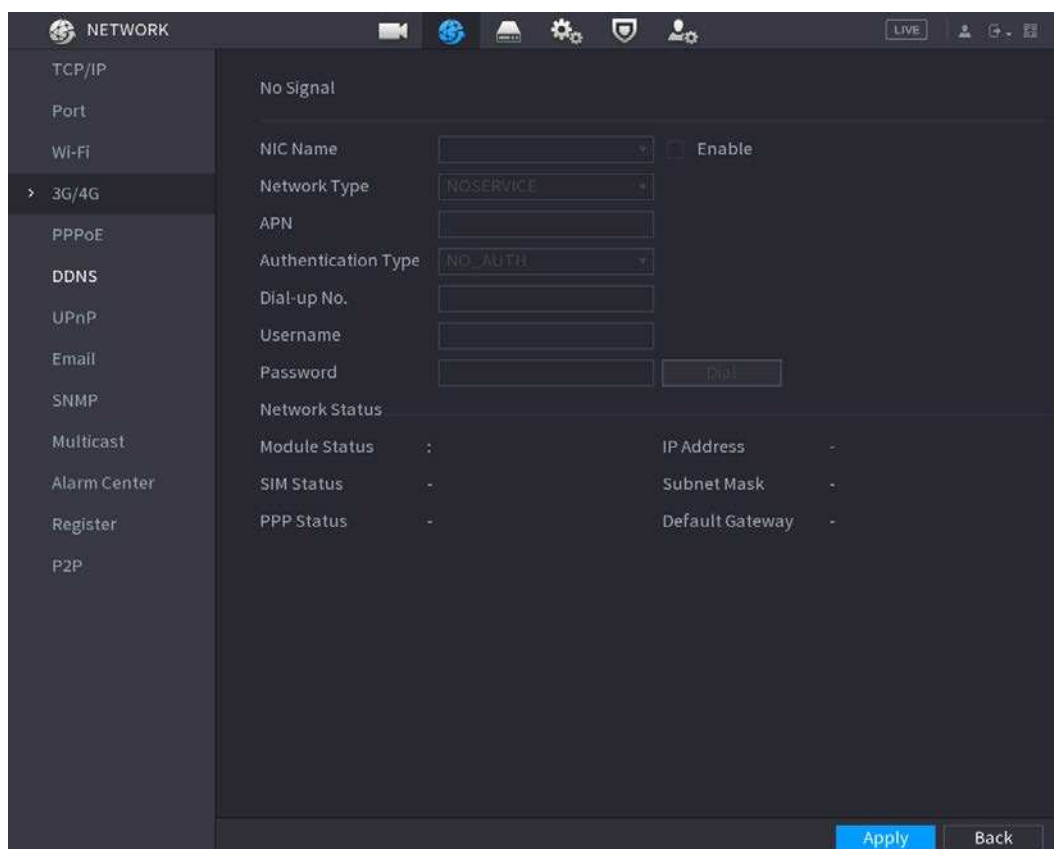 NETWORK
LIVE
TCP/IP
Port
Wi-Fi
3G/4G
PPPoE
DDNS
UPnP
Email
SNMP
Multicast
Alarm Center
Register
P2P
No Signal
NIC Name Enable
Network Type NOSERVICE
APN
Authentication Type NO_AUTH
Dial-up No.
Username
Password Dial
Network Status
Module Status : IP Address -
SIM Status - Subnet Mask -
PPP Status - Default Gateway -
Apply Back